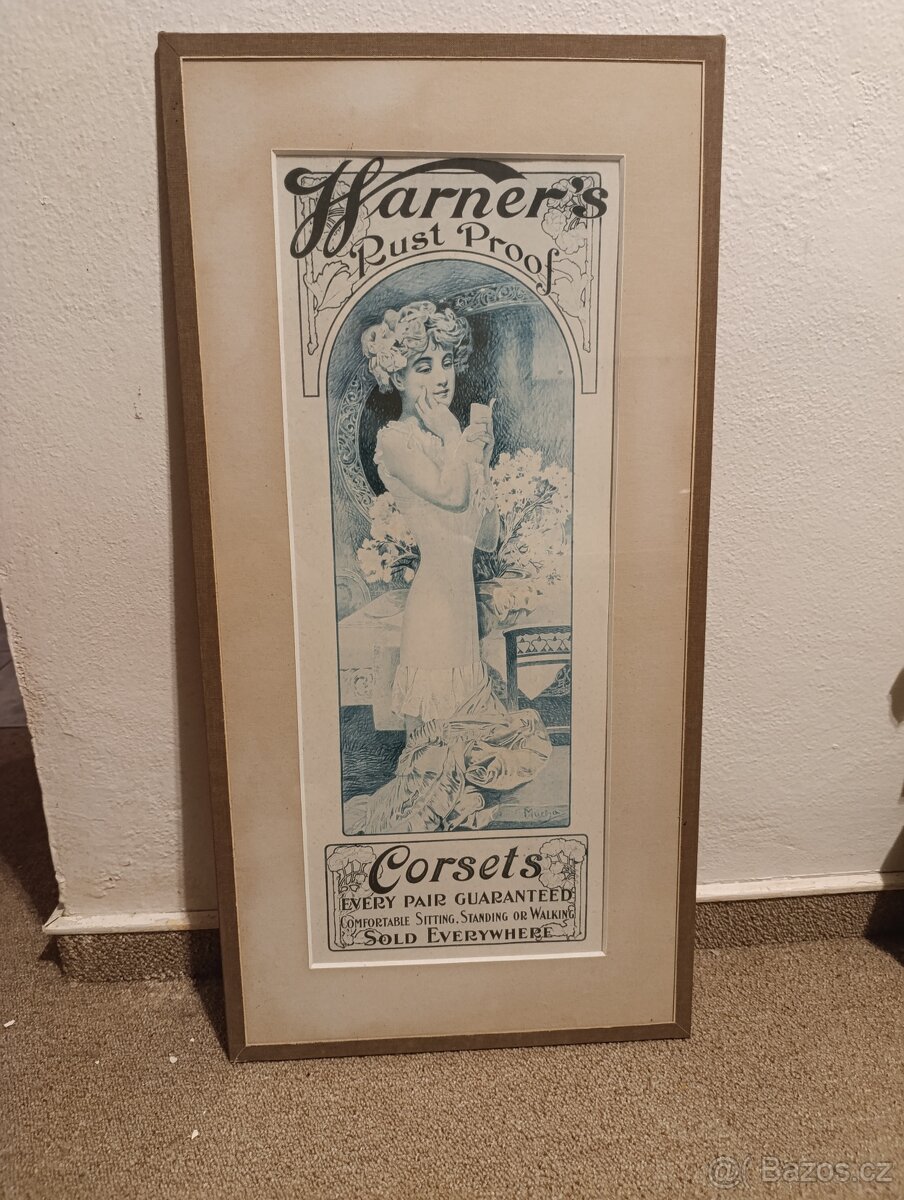 Warner's
Rust Proof
Mucha
Corsets
EVERY PAIR GUARANTEED
COMFORTABLE SITTING, STANDING OR WALKING
SOLD EVERYWHERE
@ Bazos.cz